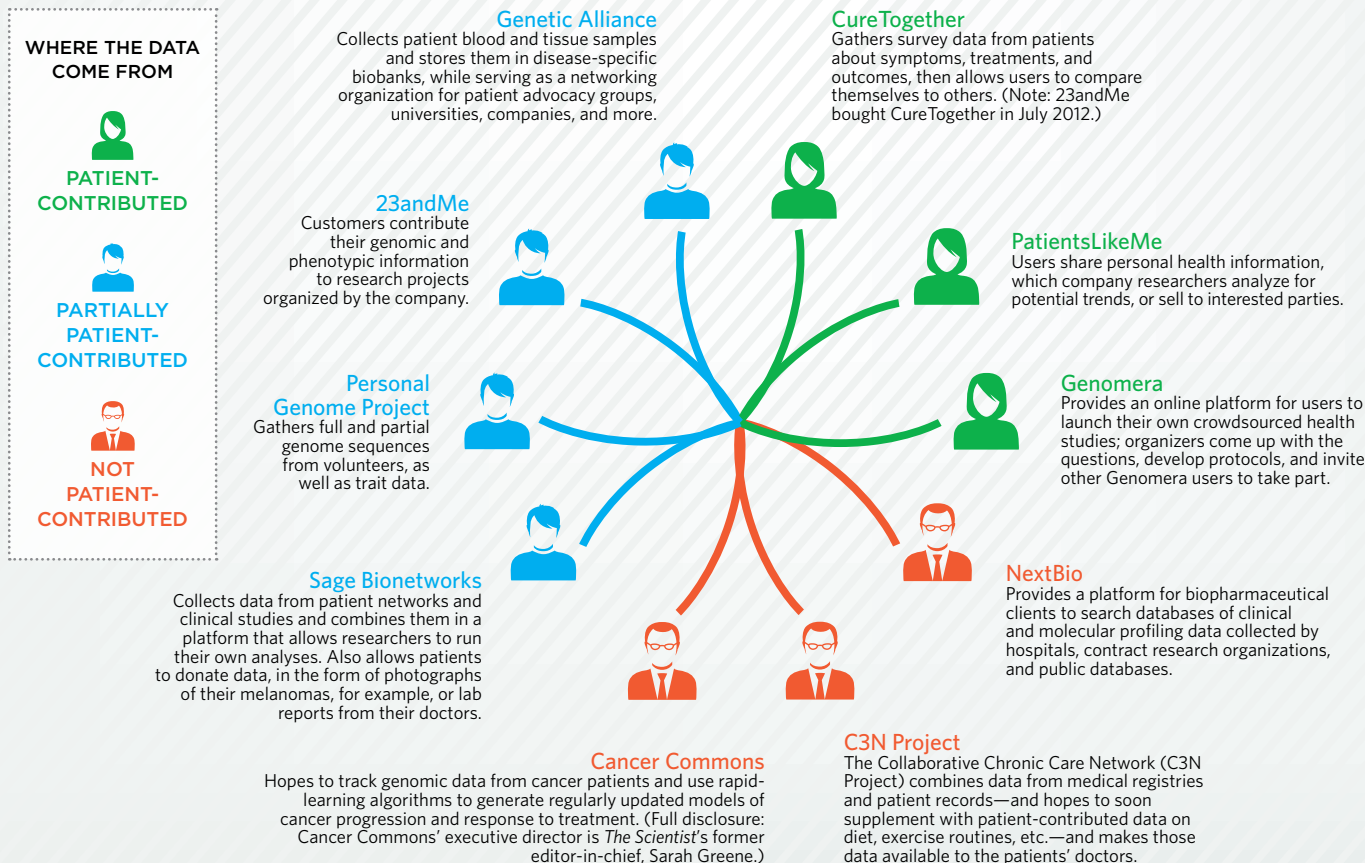 WHERE THE DATA
COME FROM
PATIENT-
CONTRIBUTED
PARTIALLY
PATIENT-
CONTRIBUTED
NOT
PATIENT-
CONTRIBUTED
Genetic Alliance
Collects patient blood and tissue samples
and stores them in disease-specific
biobanks, while serving as a networking
organization for patient advocacy groups,
universities, companies, and more.
CureTogether
Gathers survey data from patients
about symptoms, treatments, and
outcomes, then allows users to compare
themselves to others. (Note: 23andMe
bought CureTogether in July 2012.)
23andMe
Customers contribute
their genomic and
phenotypic information
to research projects
organized by the company.
PatientsLikeMe
Users share personal health information,
which company researchers analyze for
potential trends, or sell to interested parties.
Personal
Genome Project
Gathers full and partial
genome sequences
from volunteers, as
well as trait data.
Genomera
Provides an online platform for users to
launch their own crowdsourced health
studies; organizers come up with the
questions, develop protocols, and invite
other Genomera users to take part.
Sage Bionetworks
Collects data from patient networks and
clinical studies and combines them in a
platform that allows researchers to run
their own analyses. Also allows patients
to donate data, in the form of photographs
of their melanomas, for example, or lab
reports from their doctors.
NextBio
Provides a platform for biopharmaceutical
clients to search databases of clinical
and molecular profiling data collected by
hospitals, contract research organizations,
and public databases.
Cancer Commons
Hopes to track genomic data from cancer patients and use rapid-
learning algorithms to generate regularly updated models of
cancer progression and response to treatment. (Full disclosure:
Cancer Commons' executive director is The Scientist's former
editor-in-chief, Sarah Greene.)
C3N Project
The Collaborative Chronic Care Network (C3N
Project) combines data from medical registries
and patient records—and hopes to soon
supplement with patient-contributed data on
diet, exercise routines, etc.—and makes those
data available to the patients' doctors.